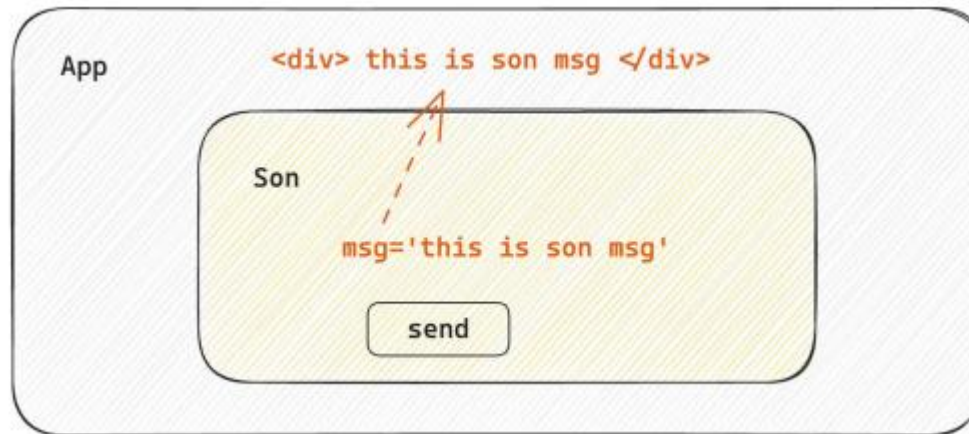 App
<div> this is son msg </div>
Son
msg='this is son msg'
send